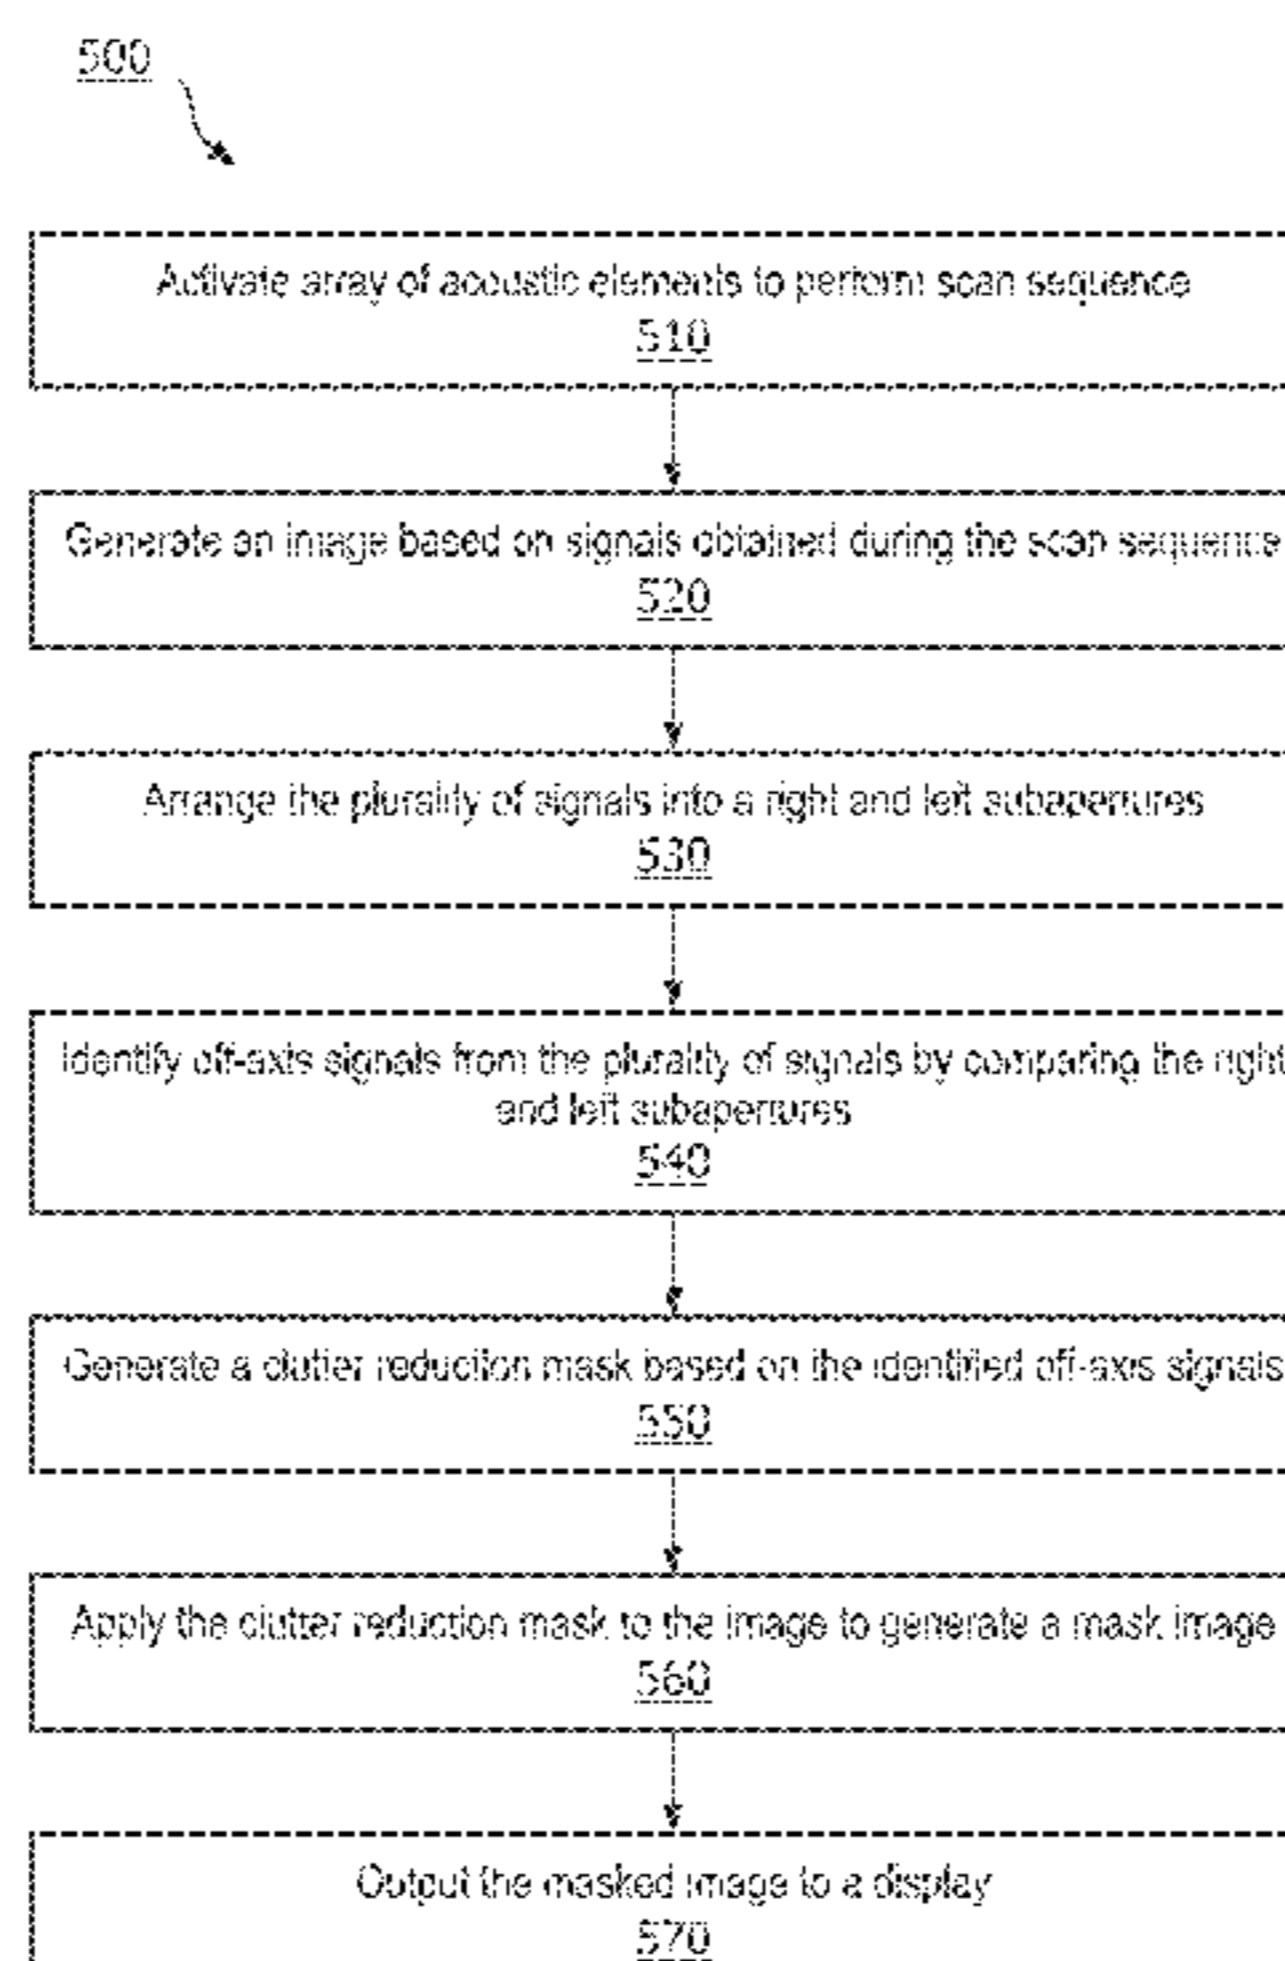 500
Activate array of acoustic elements to perform scan sequence
510
Generate an image based on signals obtained during the scan sequence
520
Arrange the plurality of signals into a right and left subapertures
530
Identify off-axis signals from the plurality of signals by comparing the right
and left subapertures
540
Generate a clutter reduction mask based on the identified off-axis signals
550
Apply the clutter reduction mask to the image to generate a mask image
560
Output the masked image to a display
570